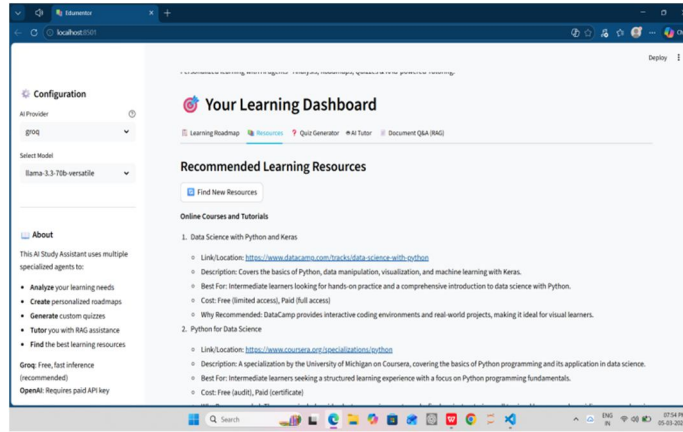 Edumentor
localhost:8501
Deploy
Configuration
AI Provider
groq
Select Model
llama-3.3-70b-versatile
About
This AI Study Assistant uses multiple
specialized agents to:
Analyze your learning needs
Create personalized roadmaps
Generate custom quizzes
Tutor you with RAG assistance
Find the best learning resources
Groq: Free, fast inference
(recommended)
OpenAI: Requires paid API key
Your Learning Dashboard
Learning Roadmap Resources Quiz Generator AI Tutor Document Q&A (RAG)
Recommended Learning Resources
Find New Resources
Online Courses and Tutorials
1. Data Science with Python and Keras
Link/Location: https://www.datacamp.com/tracks/data-science-with-python
Description: Covers the basics of Python, data manipulation, visualization, and machine learning with Keras.
Best For: Intermediate learners looking for hands-on practice and a comprehensive introduction to data science with Python.
Cost: Free (limited access), Paid (full access)
Why Recommended: DataCamp provides interactive coding environments and real-world projects, making it ideal for visual learners.
2. Python for Data Science
Link/Location: https://www.coursera.org/specializations/python
Description: A specialization by the University of Michigan on Coursera, covering the basics of Python programming and its application in data science.
Best For: Intermediate learners seeking a structured learning experience with a focus on Python programming fundamentals.
Cost: Free (audit), Paid (certificate)
Search
ENG
IN
07:54 PM